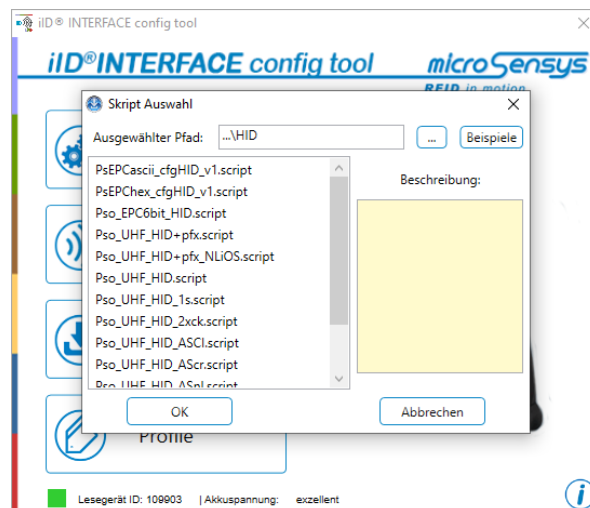 iID® INTERFACE config tool
iID®INTERFACE config tool
microSensys
RFID in motion
Skript Auswahl
Ausgewählter Pfad:
...\HID
...
Beispiele
PsEPCascii_cfgHID_v1.script
PsEPChex_cfgHID_v1.script
Pso_EPC6bit_HID.script
Pso_UHF_HID+pfx.script
Pso_UHF_HID+pfx_NLiOS.script
Pso_UHF_HID.script
Pso_UHF_HID_1s.script
Pso_UHF_HID_2xck.script
Pso_UHF_HID_ASCI.script
Pso_UHF_HID_AScr.script
Pso_UHF_HID_ASnl.script
Beschreibung:
OK
Abbrechen
Profile
Lesegerät ID: 109903 | Akkuspannung: exzellent
i